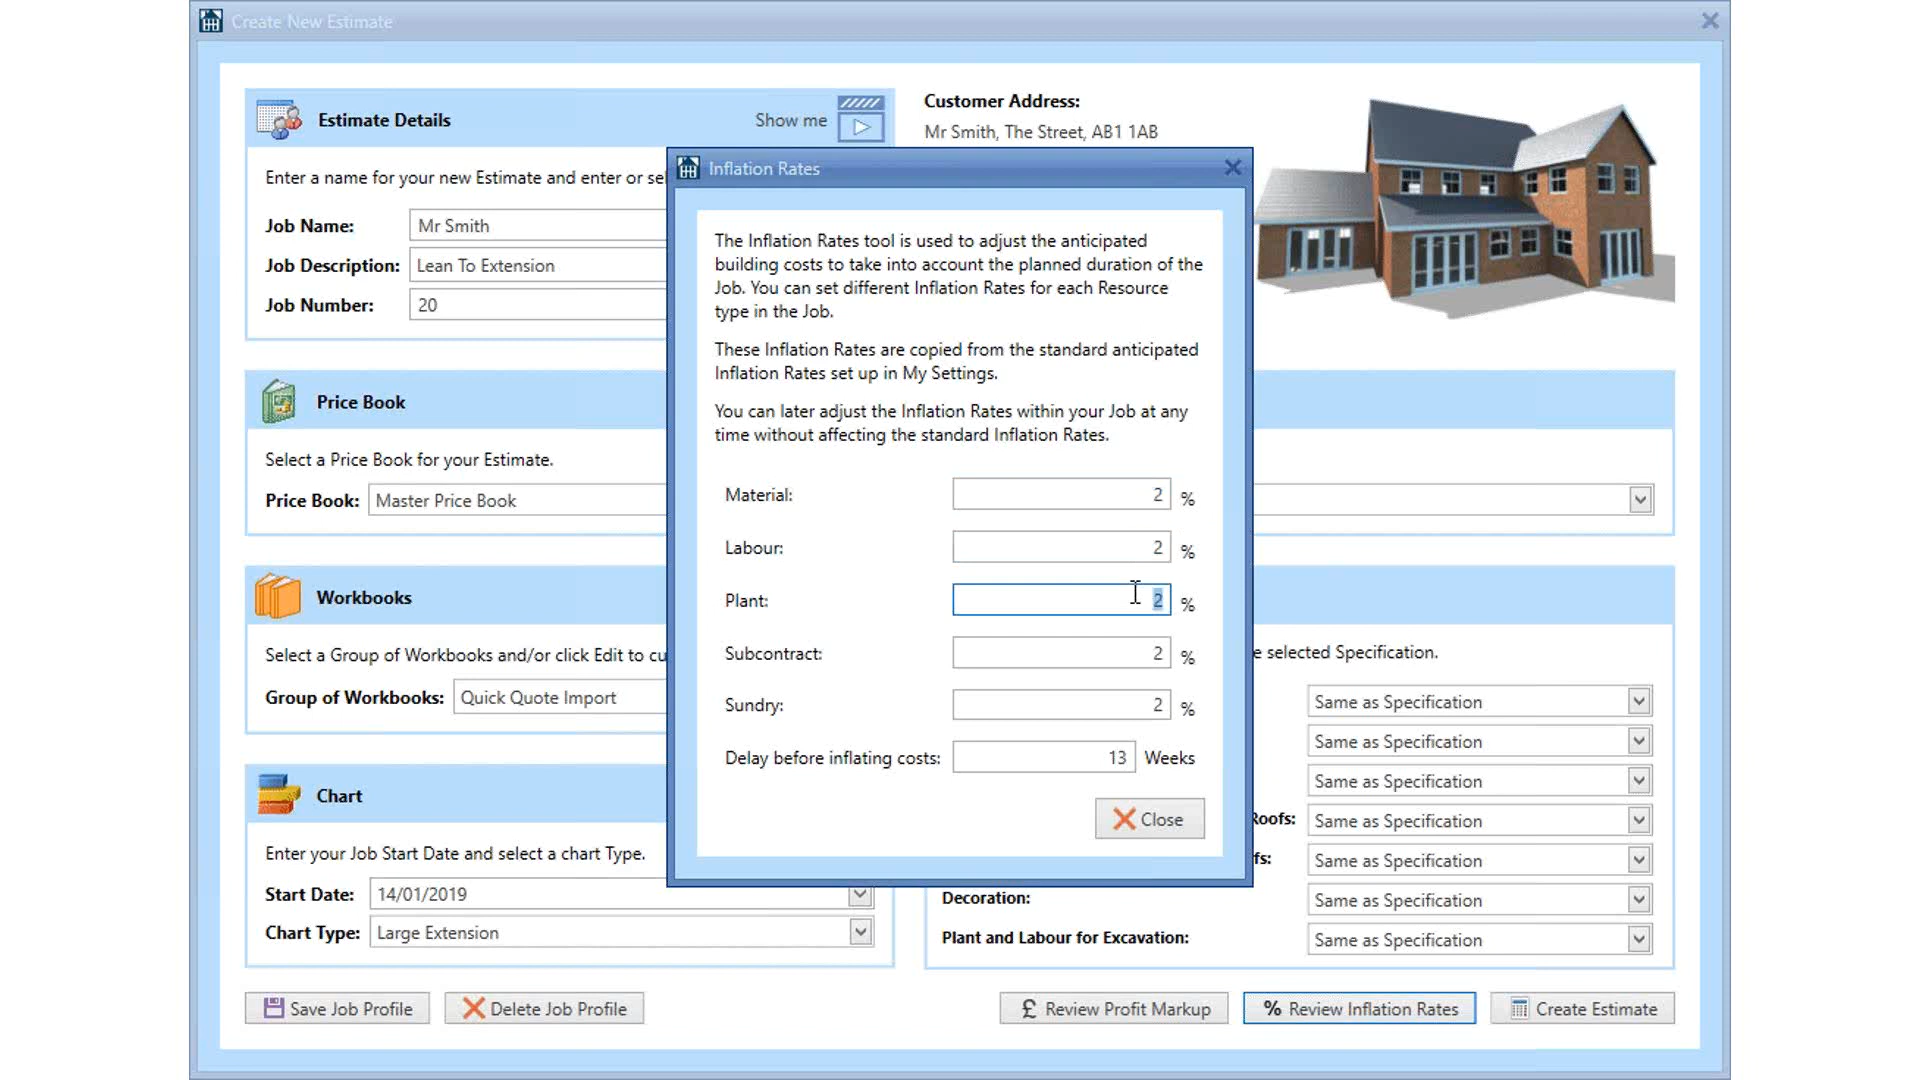 Create New Estimate
Estimate Details
Show me
Enter a name for your new Estimate and enter or sel
Job Name: Mr Smith
Job Description: Lean To Extension
Job Number: 20
Customer Address:
Mr Smith, The Street, AB1 1AB
Price Book
Select a Price Book for your Estimate.
Price Book: Master Price Book
Workbooks
Select a Group of Workbooks and/or click Edit to cu
Group of Workbooks: Quick Quote Import
Chart
Enter your Job Start Date and select a chart Type.
Start Date: 14/01/2019
Chart Type: Large Extension
Inflation Rates
The Inflation Rates tool is used to adjust the anticipated
building costs to take into account the planned duration of the
Job. You can set different Inflation Rates for each Resource
type in the Job.
These Inflation Rates are copied from the standard anticipated
Inflation Rates set up in My Settings.
You can later adjust the Inflation Rates within your Job at any
time without affecting the standard Inflation Rates.
Material: 2 %
Labour: 2 %
Plant: 2 %
Subcontract: 2 %
Sundry: 2 %
Delay before inflating costs: 13 Weeks
Close
e selected Specification.
Same as Specification
Same as Specification
Same as Specification
Roofs: Same as Specification
fs: Same as Specification
Decoration: Same as Specification
Plant and Labour for Excavation: Same as Specification
Save Job Profile
Delete Job Profile
£ Review Profit Markup
% Review Inflation Rates
Create Estimate